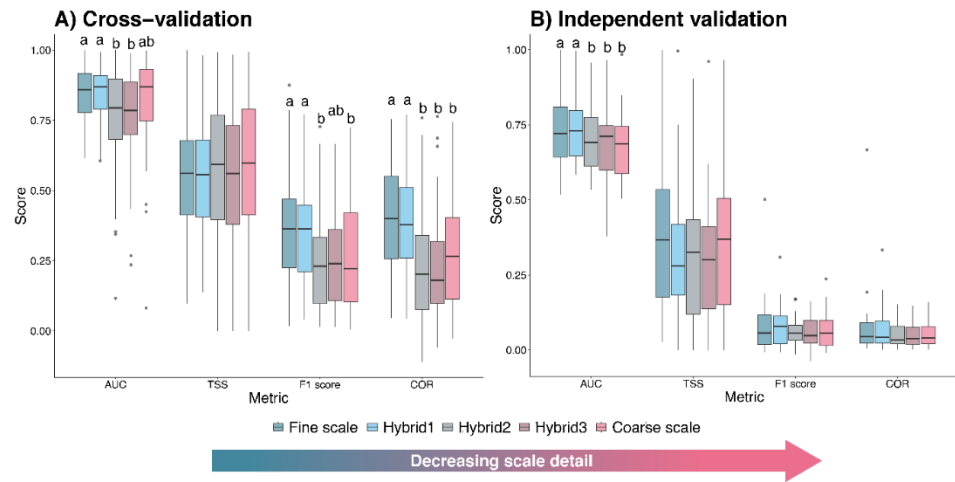 A) Cross−validation
a a b b ab
a a b ab b
a a b b b
1.00
0.75
0.50
0.25
0.00
Score
AUC TSS F1 score COR
Metric
B) Independent validation
a a b b b
1.00
0.75
0.50
0.25
0.00
Score
AUC TSS F1 score COR
Metric
Fine scale Hybrid1 Hybrid2 Hybrid3 Coarse scale
Decreasing scale detail